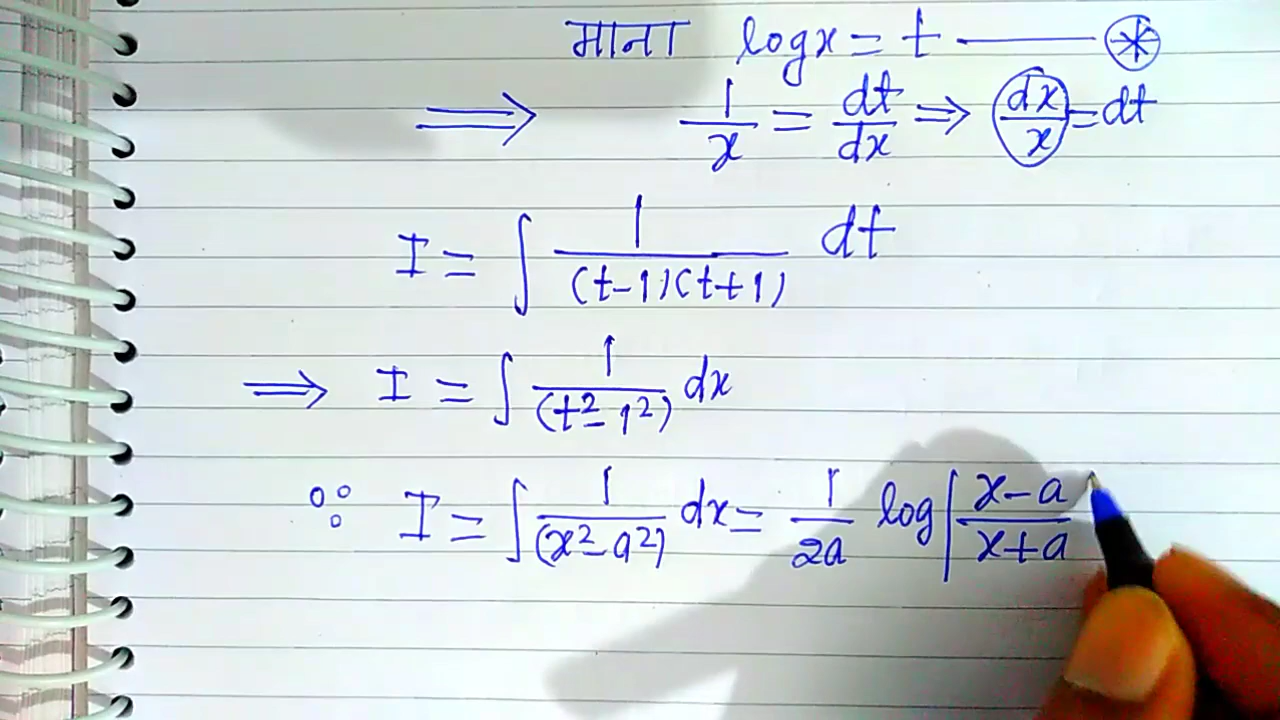 माना log x = t ——— ⊛
⟹ 1/x = dt/dx ⟹ dx/x = dt
I = ∫ 1/((t-1)(t+1)) dt
⟹ I = ∫ 1/(t²-1²) dx
∵ I = ∫ 1/(x²-a²) dx = 1/2a log|(x-a)/(x+a)